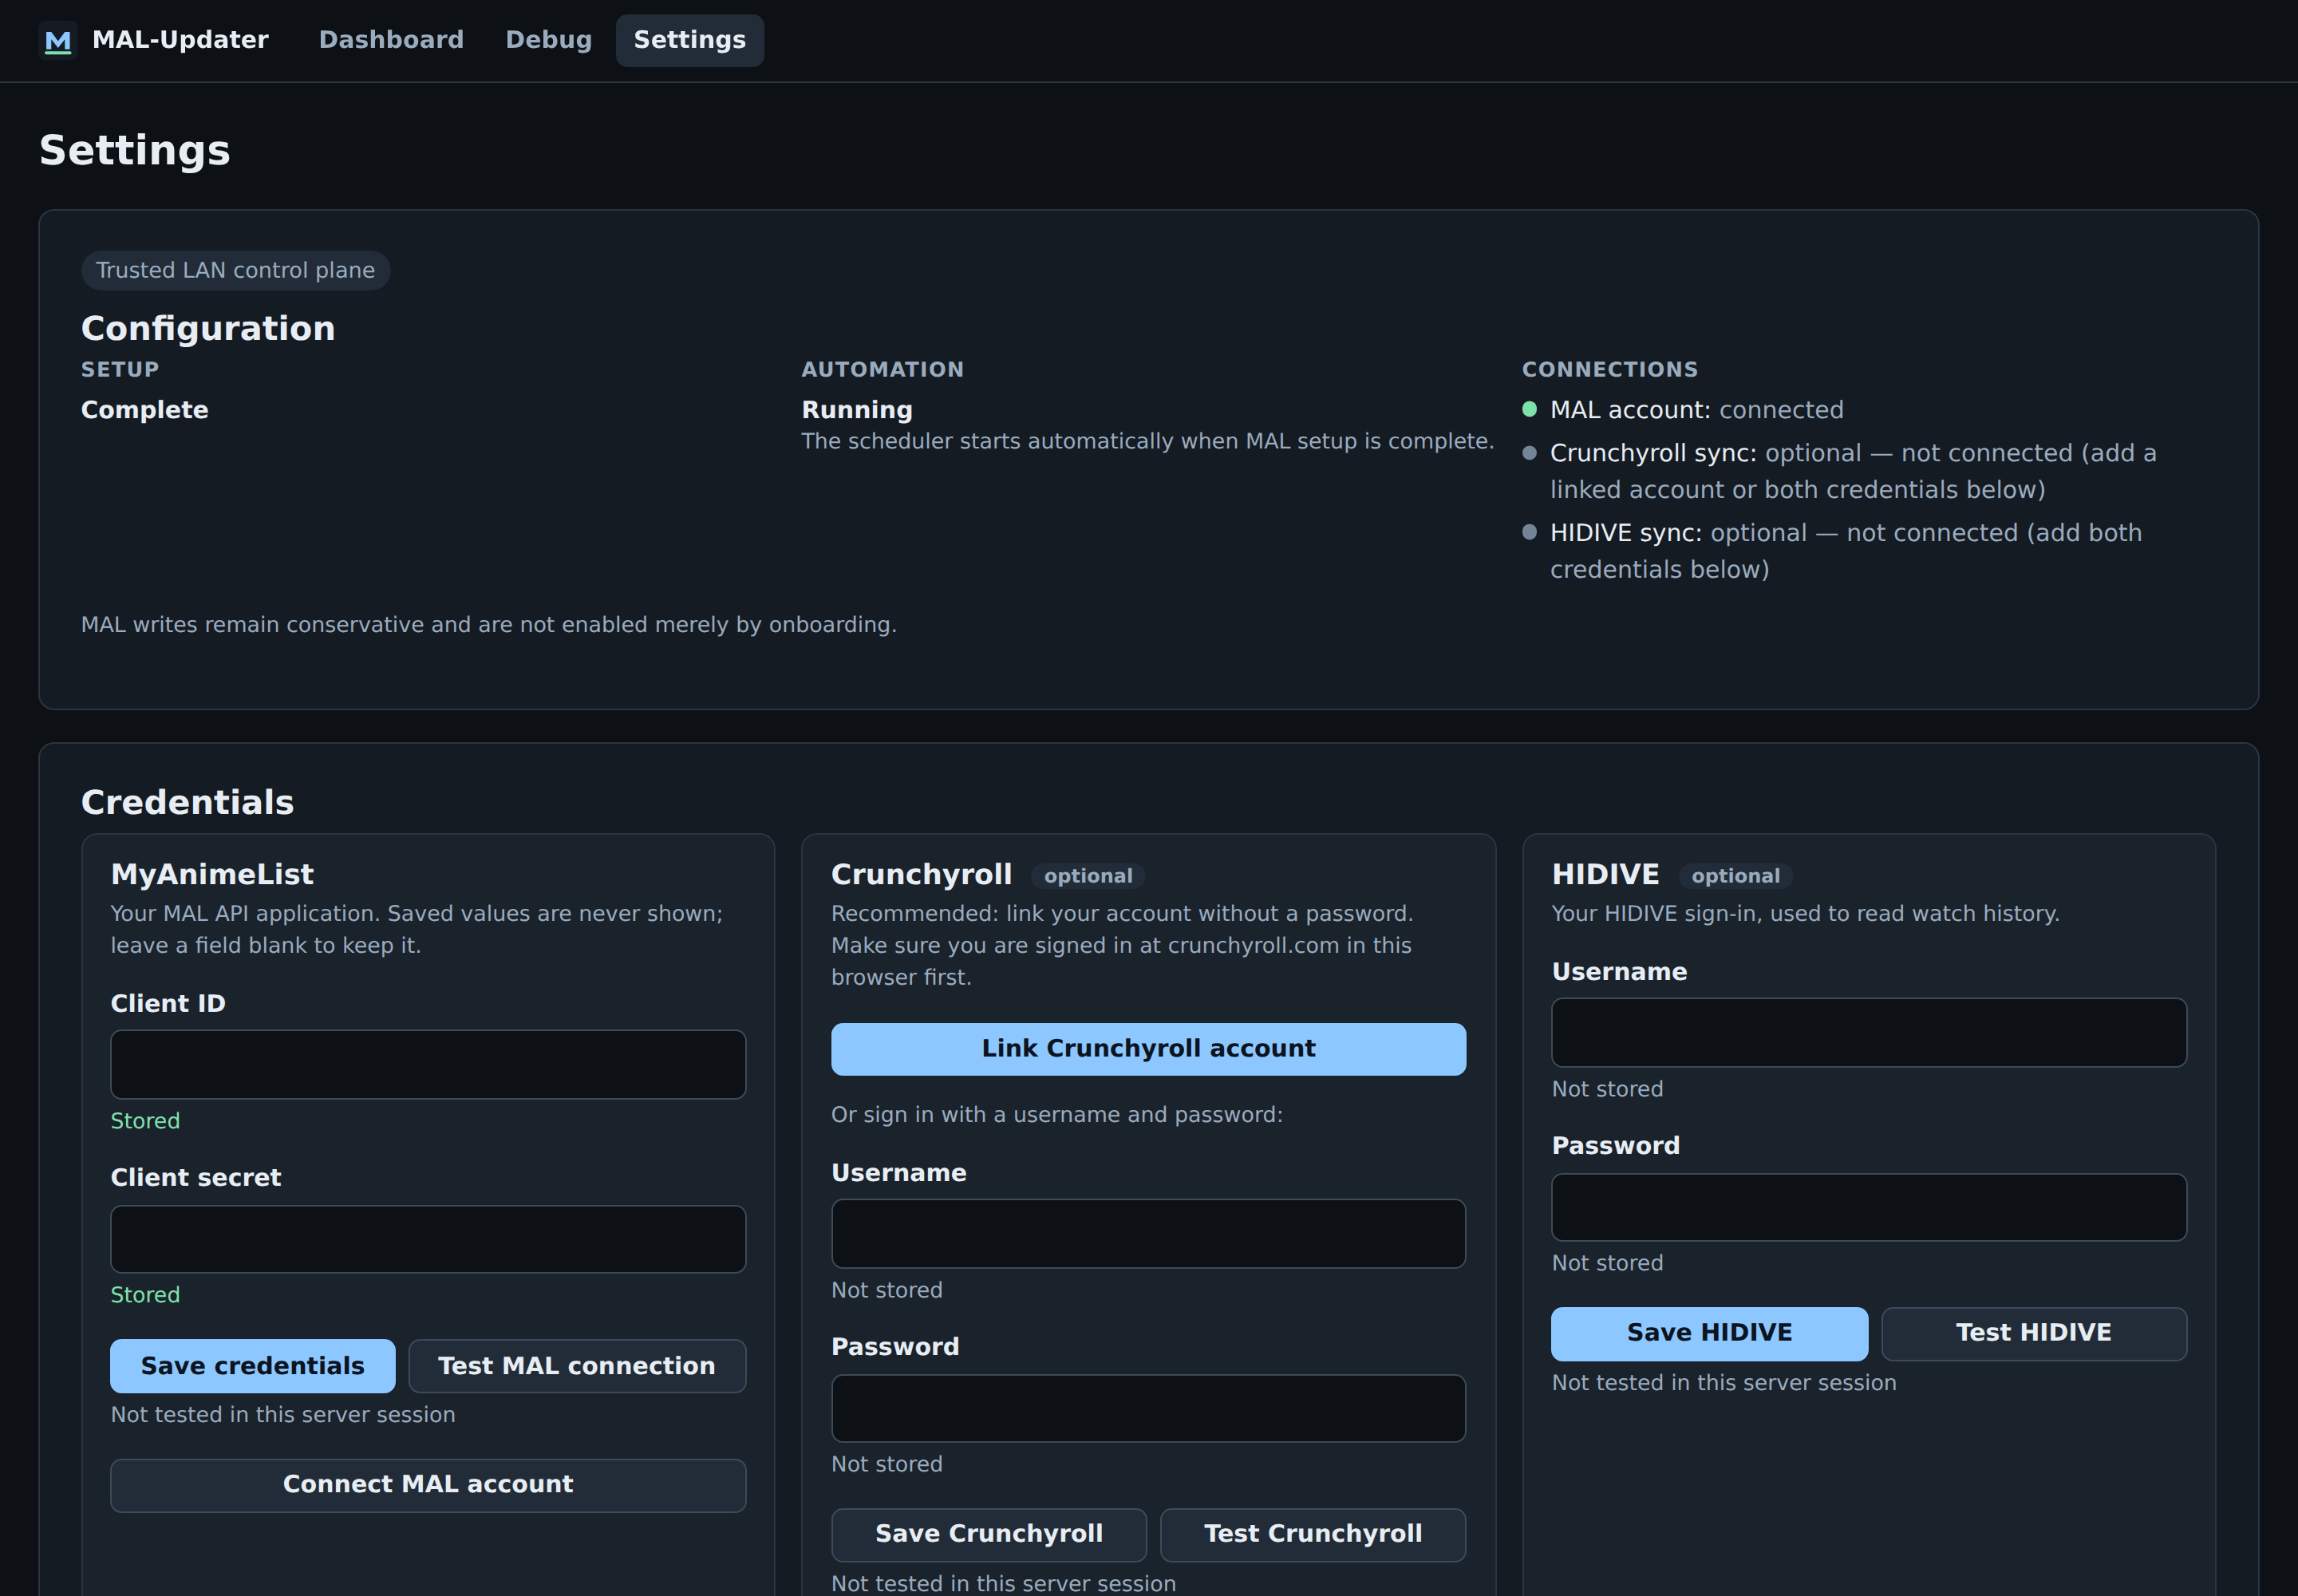 MAL-Updater
Dashboard
Debug
Settings
Settings
Trusted LAN control plane
Configuration
SETUP
Complete
AUTOMATION
Running
The scheduler starts automatically when MAL setup is complete.
CONNECTIONS
MAL account: connected
Crunchyroll sync: optional — not connected (add a
linked account or both credentials below)
HIDIVE sync: optional — not connected (add both
credentials below)
MAL writes remain conservative and are not enabled merely by onboarding.
Credentials
MyAnimeList
Your MAL API application. Saved values are never shown;
leave a field blank to keep it.
Client ID
Stored
Client secret
Stored
Save credentials
Test MAL connection
Not tested in this server session
Connect MAL account
Crunchyroll optional
Recommended: link your account without a password.
Make sure you are signed in at crunchyroll.com in this
browser first.
Link Crunchyroll account
Or sign in with a username and password:
Username
Not stored
Password
Not stored
Save Crunchyroll
Test Crunchyroll
Not tested in this server session
HIDIVE optional
Your HIDIVE sign-in, used to read watch history.
Username
Not stored
Password
Not stored
Save HIDIVE
Test HIDIVE
Not tested in this server session